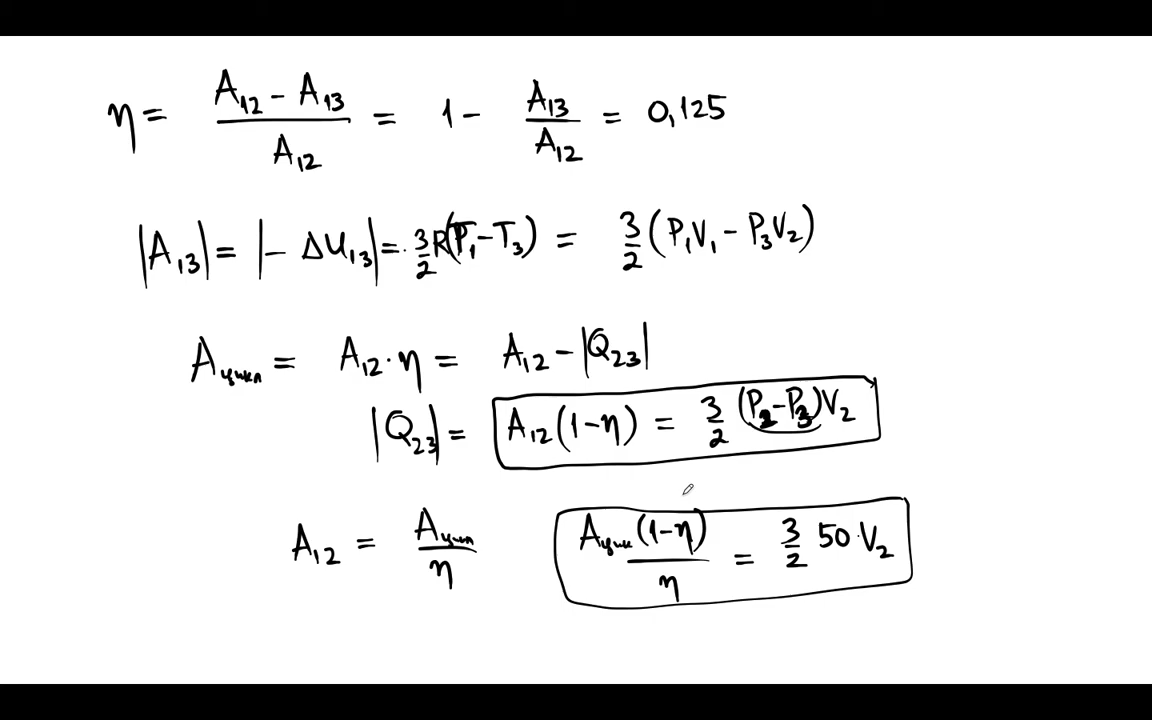 η = (A₁₂ − A₁₃) / A₁₂ = 1 − A₁₃ / A₁₂ = 0,125
|A₁₃| = |− ΔU₁₃| = 3/2 R(T₁ − T₃) = 3/2 (P₁V₁ − P₃V₂)
Aцикл = A₁₂ · η = A₁₂ − |Q₂₃|
|Q₂₃| = A₁₂(1−η) = 3/2 (P₂−P₃)V₂
A₁₂ = Aцикл / η    Aцик(1−η) / η = 3/2 50·V₂